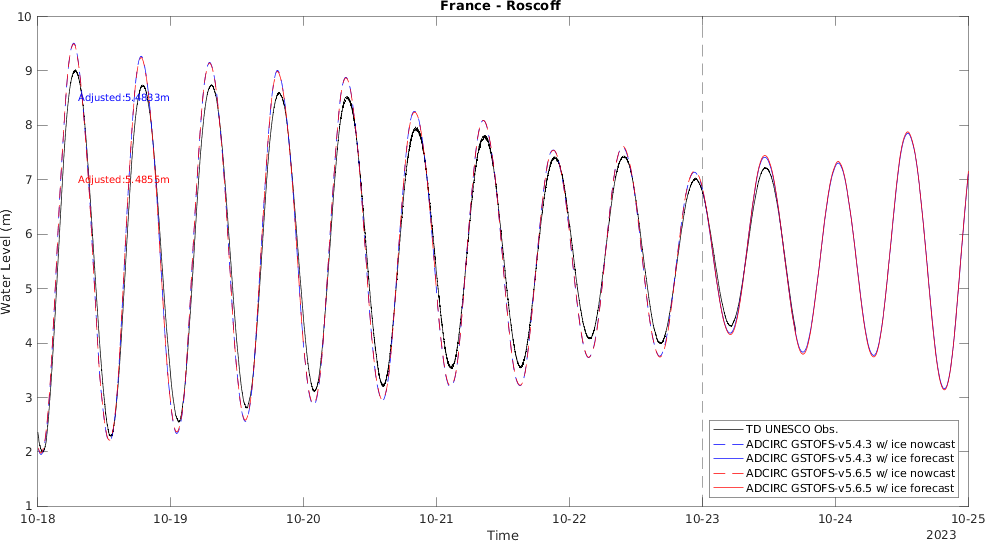 France - Roscoff
10
9
8
7
6
5
4
3
2
1
Water Level (m)
Adjusted:5.4833m
Adjusted:5.4855m
TD UNESCO Obs.
ADCIRC GSTOFS-v5.4.3 w/ ice nowcast
ADCIRC GSTOFS-v5.4.3 w/ ice forecast
ADCIRC GSTOFS-v5.6.5 w/ ice nowcast
ADCIRC GSTOFS-v5.6.5 w/ ice forecast
10-18 10-19 10-20 10-21 10-22 10-23 10-24 10-25
Time
2023